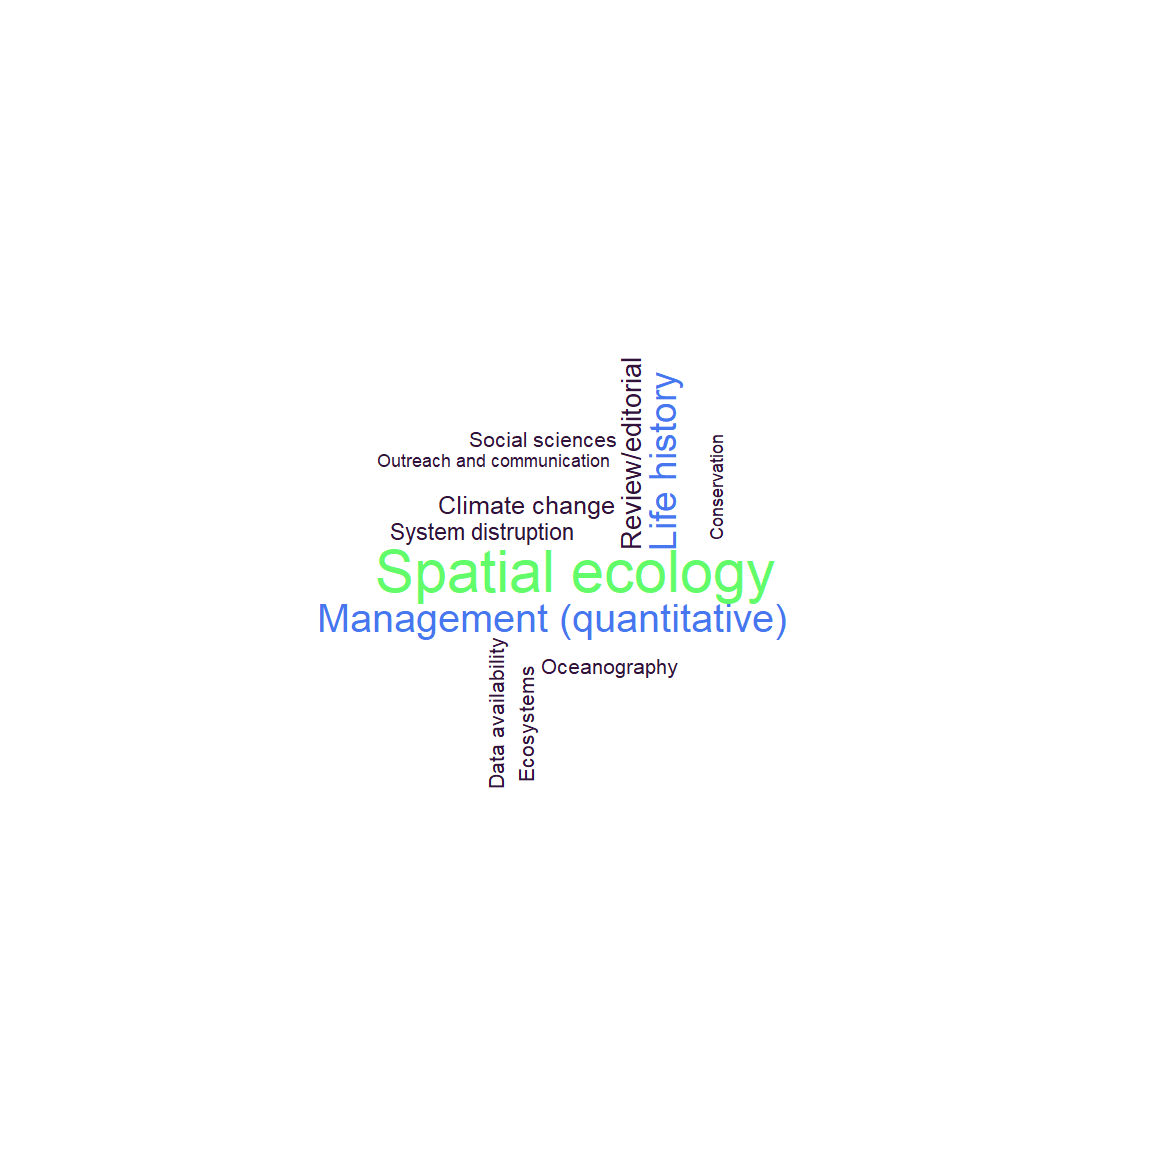 Review/editorial
Life history
Social sciences
Conservation
Outreach and communication
Climate change
System distruption
Spatial ecology
Management (quantitative)
Data availability
Ecosystems
Oceanography